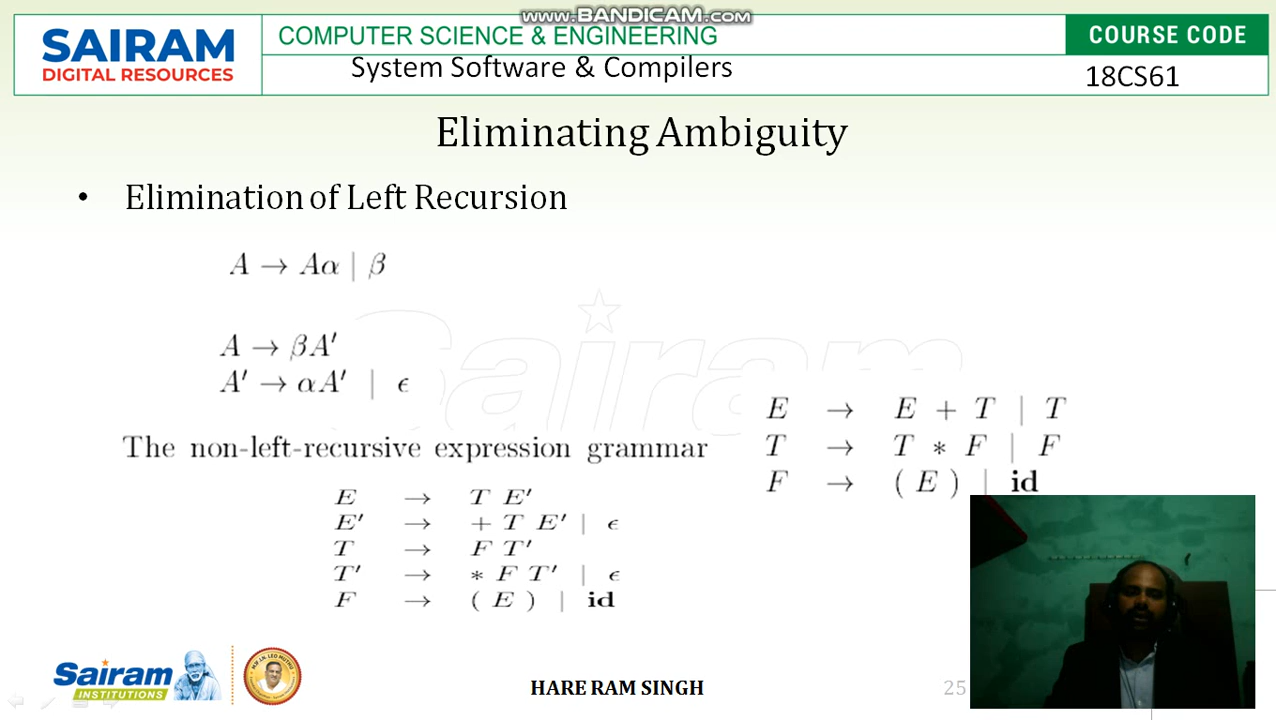 www.BANDICAM.com
SAIRAM
DIGITAL RESOURCES
COMPUTER SCIENCE & ENGINEERING
COURSE CODE
System Software & Compilers
18CS61
Eliminating Ambiguity
• Elimination of Left Recursion
A → Aα | β
A → βA′
A′ → αA′ | ϵ
Sairam
E → E + T | T
T → T * F | F
F → ( E ) | id
The non-left-recursive expression grammar
E → T E′
E′ → + T E′ | ϵ
T → F T′
T′ → * F T′ | ϵ
F → ( E ) | id
Sairam
INSTITUTIONS
HARE RAM SINGH
25